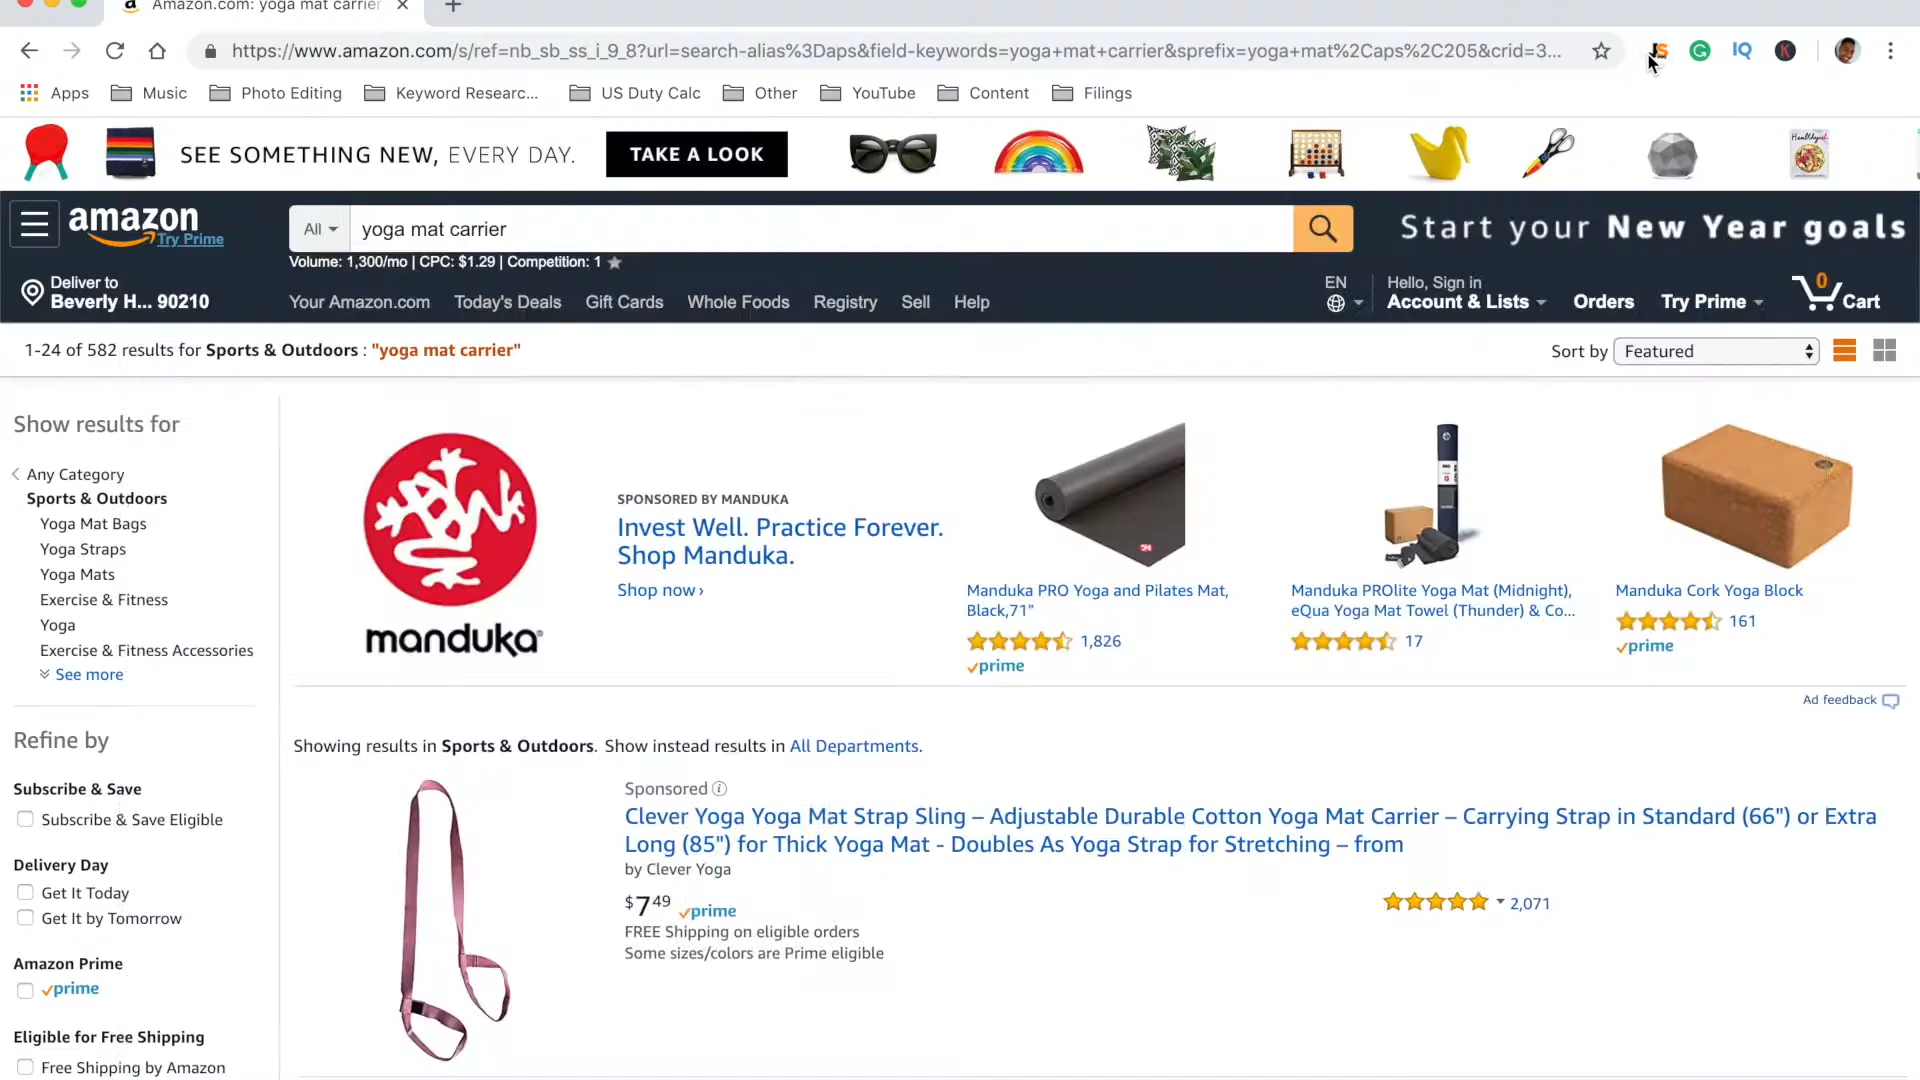 Amazon.com: yoga mat carrier
https://www.amazon.com/s/ref=nb_sb_ss_i_9_8?url=search-alias%3Daps&field-keywords=yoga+mat+carrier&sprefix=yoga+mat%2Caps%2C205&crid=3...
JS
IQ
K
Apps
Music
Photo Editing
Keyword Researc...
US Duty Calc
Other
YouTube
Content
Filings
SEE SOMETHING NEW, EVERY DAY.
TAKE A LOOK
amazon
Try Prime
All
yoga mat carrier
Start your New Year goals
Volume: 1,300/mo | CPC: $1.29 | Competition: 1
Deliver to
Beverly H... 90210
Your Amazon.com
Today's Deals
Gift Cards
Whole Foods
Registry
Sell
Help
EN
Hello, Sign in
Account & Lists
Orders
Try Prime
0
Cart
1-24 of 582 results for Sports & Outdoors : "yoga mat carrier"
Sort by
Featured
Show results for
Any Category
Sports & Outdoors
Yoga Mat Bags
Yoga Straps
Yoga Mats
Exercise & Fitness
Yoga
Exercise & Fitness Accessories
See more
manduka
SPONSORED BY MANDUKA
Invest Well. Practice Forever.
Shop Manduka.
Shop now ›
Manduka PRO Yoga and Pilates Mat,
Black,71"
1,826
prime
Manduka PROlite Yoga Mat (Midnight),
eQua Yoga Mat Towel (Thunder) & Co...
17
Manduka Cork Yoga Block
161
prime
Ad feedback
Refine by
Subscribe & Save
Subscribe & Save Eligible
Delivery Day
Get It Today
Get It by Tomorrow
Amazon Prime
prime
Eligible for Free Shipping
Free Shipping by Amazon
Showing results in Sports & Outdoors. Show instead results in All Departments.
Sponsored
Clever Yoga Yoga Mat Strap Sling – Adjustable Durable Cotton Yoga Mat Carrier – Carrying Strap in Standard (66") or Extra
Long (85") for Thick Yoga Mat - Doubles As Yoga Strap for Stretching – from
by Clever Yoga
$7.49 prime
2,071
FREE Shipping on eligible orders
Some sizes/colors are Prime eligible